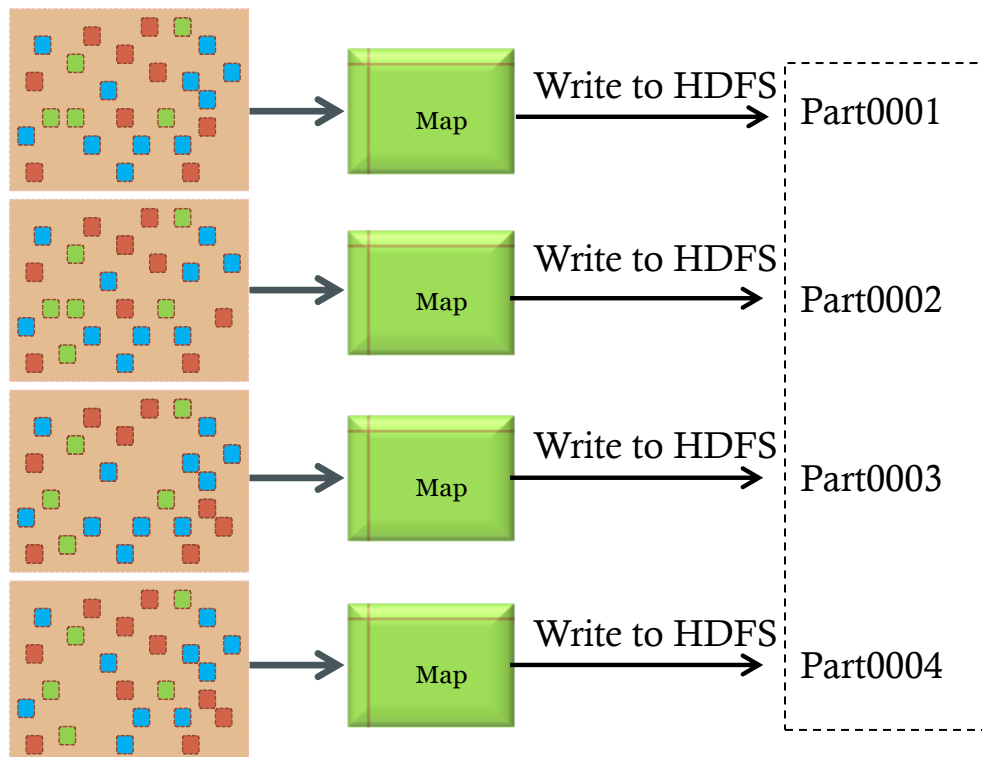 Write to HDFS
Map
Part0001
Write to HDFS
Map
Part0002
Write to HDFS
Map
Part0003
Write to HDFS
Map
Part0004